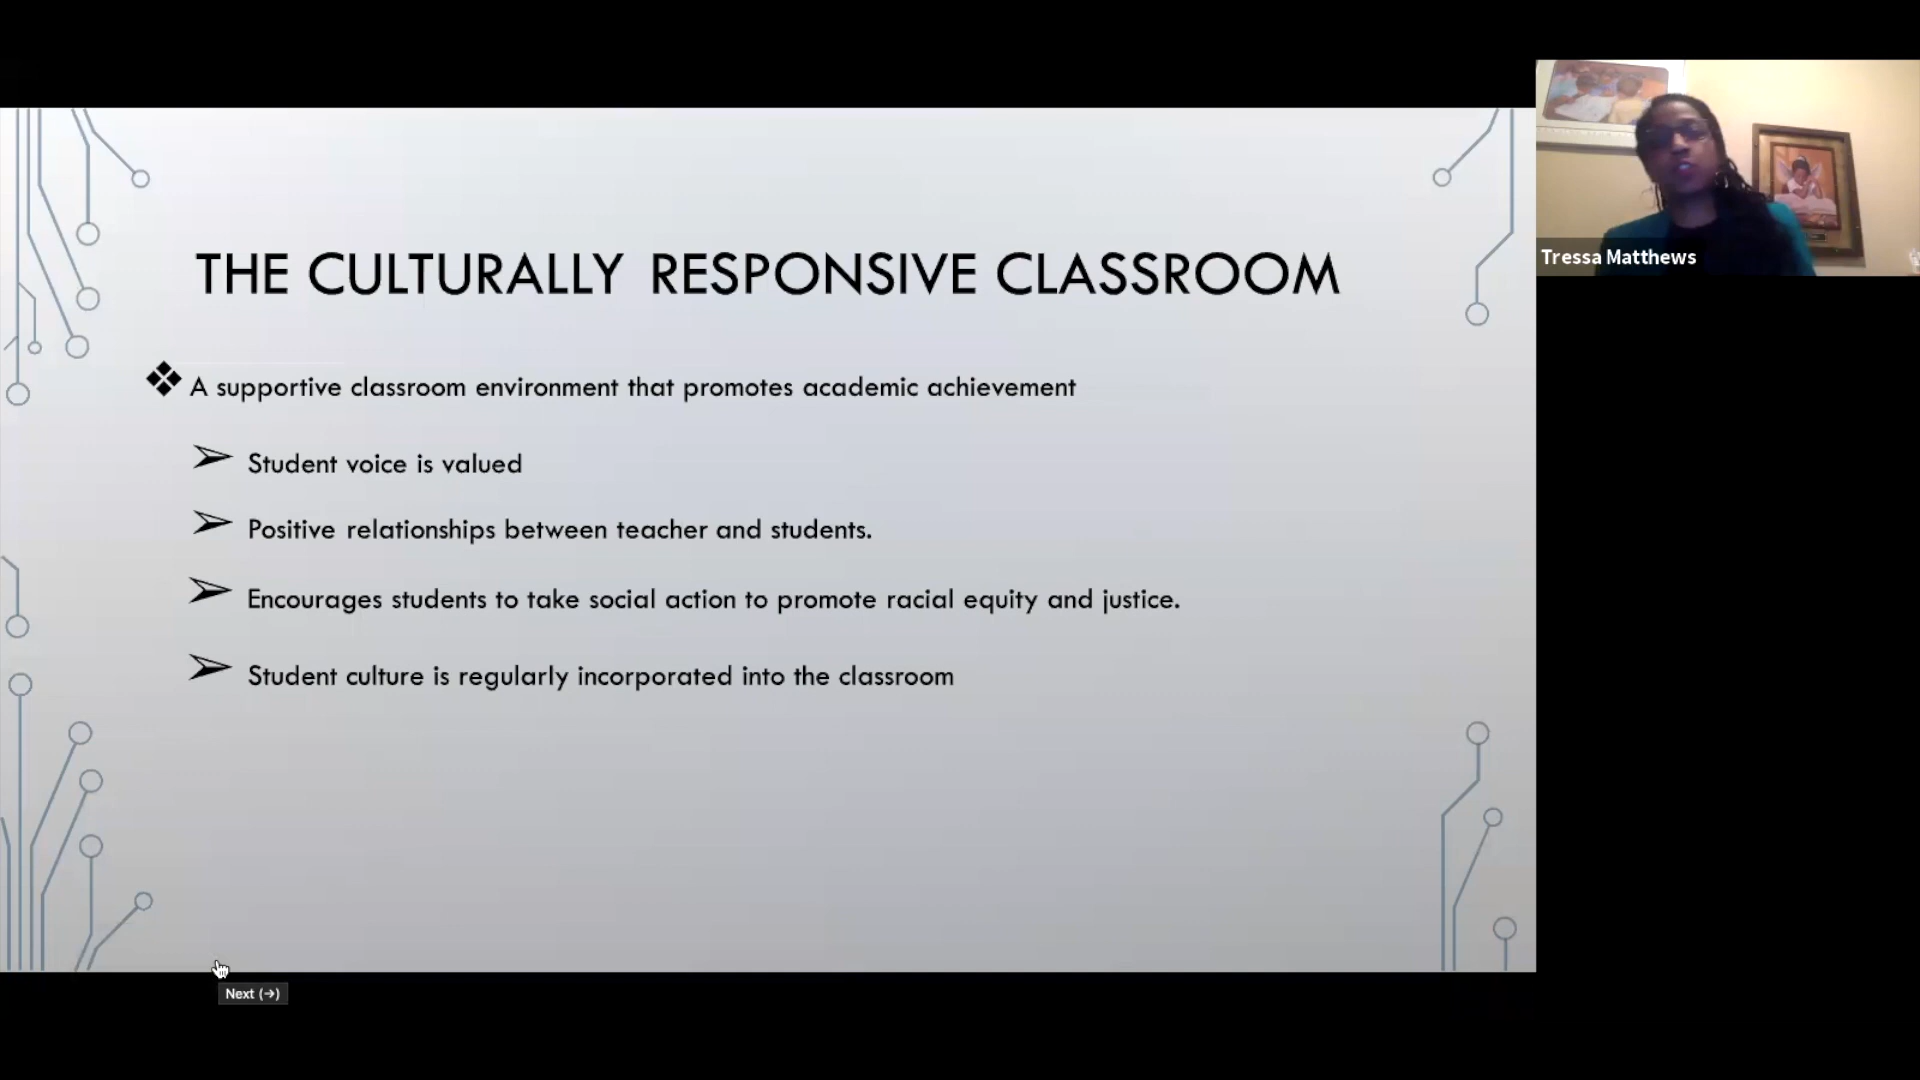 THE CULTURALLY RESPONSIVE CLASSROOM
A supportive classroom environment that promotes academic achievement
Student voice is valued
Positive relationships between teacher and students.
Encourages students to take social action to promote racial equity and justice.
Student culture is regularly incorporated into the classroom
Tressa Matthews
Next (→)